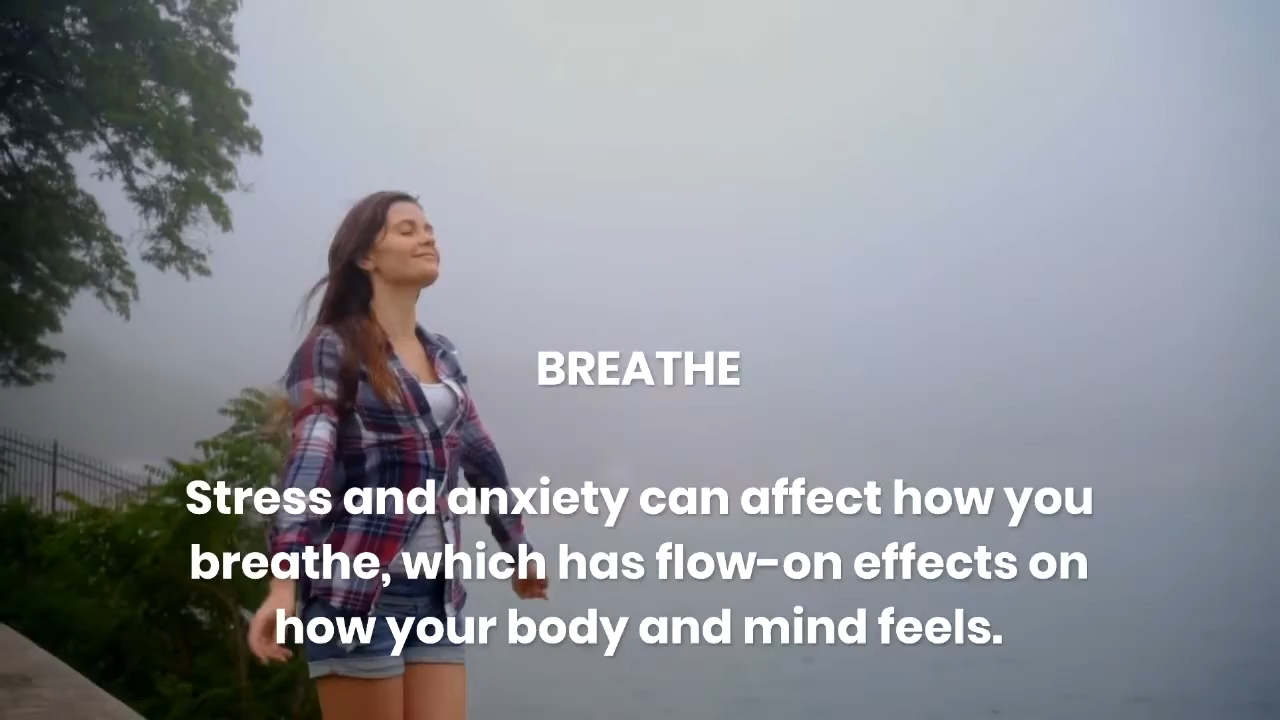 BREATHE
Stress and anxiety can affect how you
breathe, which has flow-on effects on
how your body and mind feels.